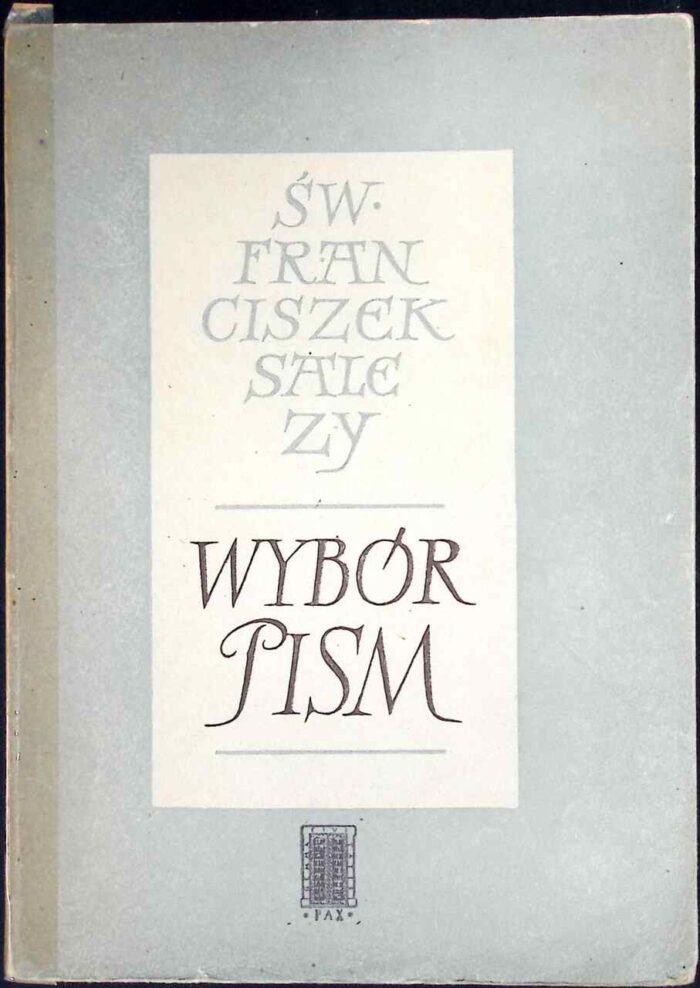 ŚW.
FRAN
CISZEK
SALE
ZY
WYBÓR
PISM
• PAX •